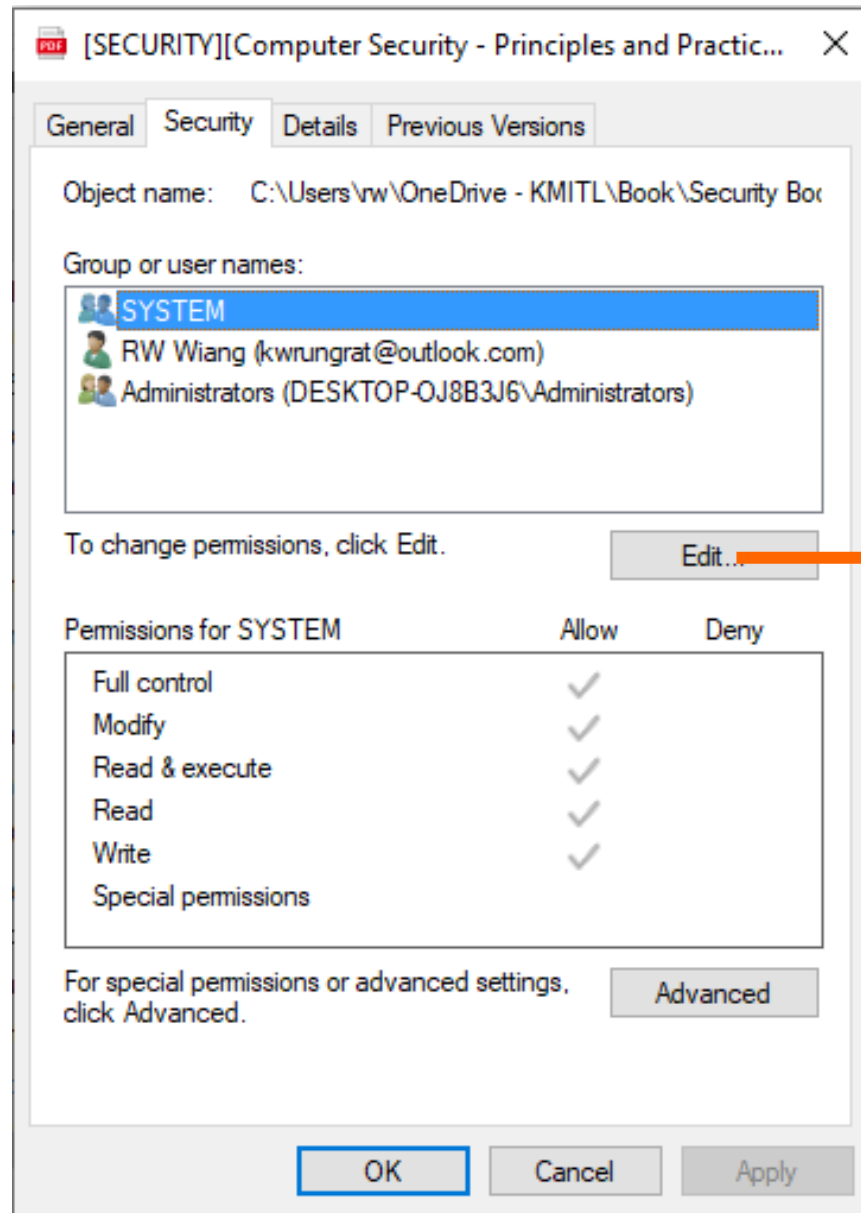 PDF
[SECURITY][Computer Security - Principles and Practic...
General Security Details Previous Versions
Object name: C:\Users\rw\OneDrive - KMITL\Book\Security Boo
Group or user names:
SYSTEM
RW Wiang (kwrungrat@outlook.com)
Administrators (DESKTOP-OJ8B3J6\Administrators)
To change permissions, click Edit.
Edit...
Permissions for SYSTEM Allow Deny
Full control
Modify
Read & execute
Read
Write
Special permissions
For special permissions or advanced settings,
click Advanced.
Advanced
OK Cancel Apply